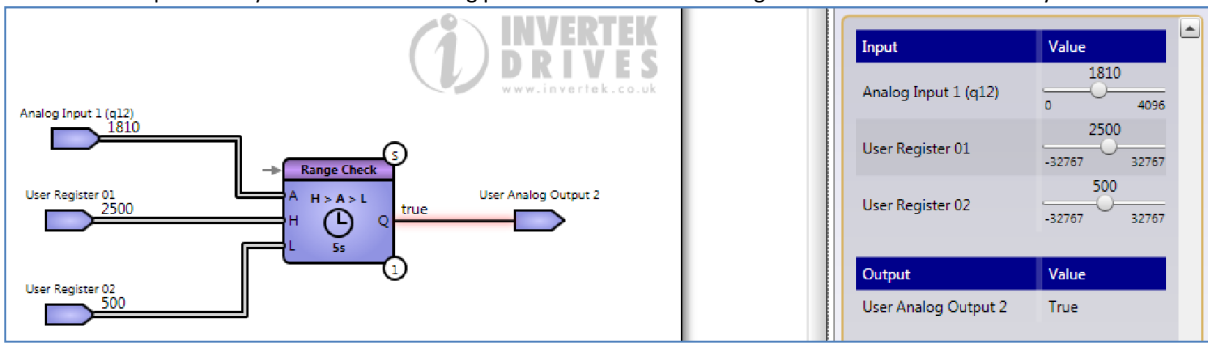 INVERTEK
DRIVES
www.invertek.co.uk
Analog Input 1 (q12)
1810
User Register 01
2500
User Register 02
500
S
Range Check
A H > A > L
H Q
L 5s
1
true
User Analog Output 2
Input Value
Analog Input 1 (q12) 1810
0 4096
User Register 01 2500
-32767 32767
User Register 02 500
-32767 32767
Output Value
User Analog Output 2 True